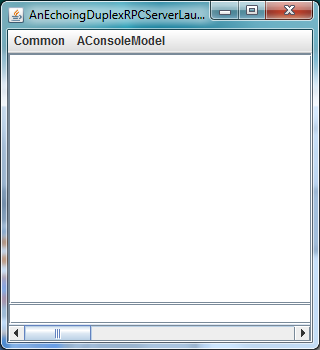 AnEchoingDuplexRPCServerLau...
Common AConsoleModel